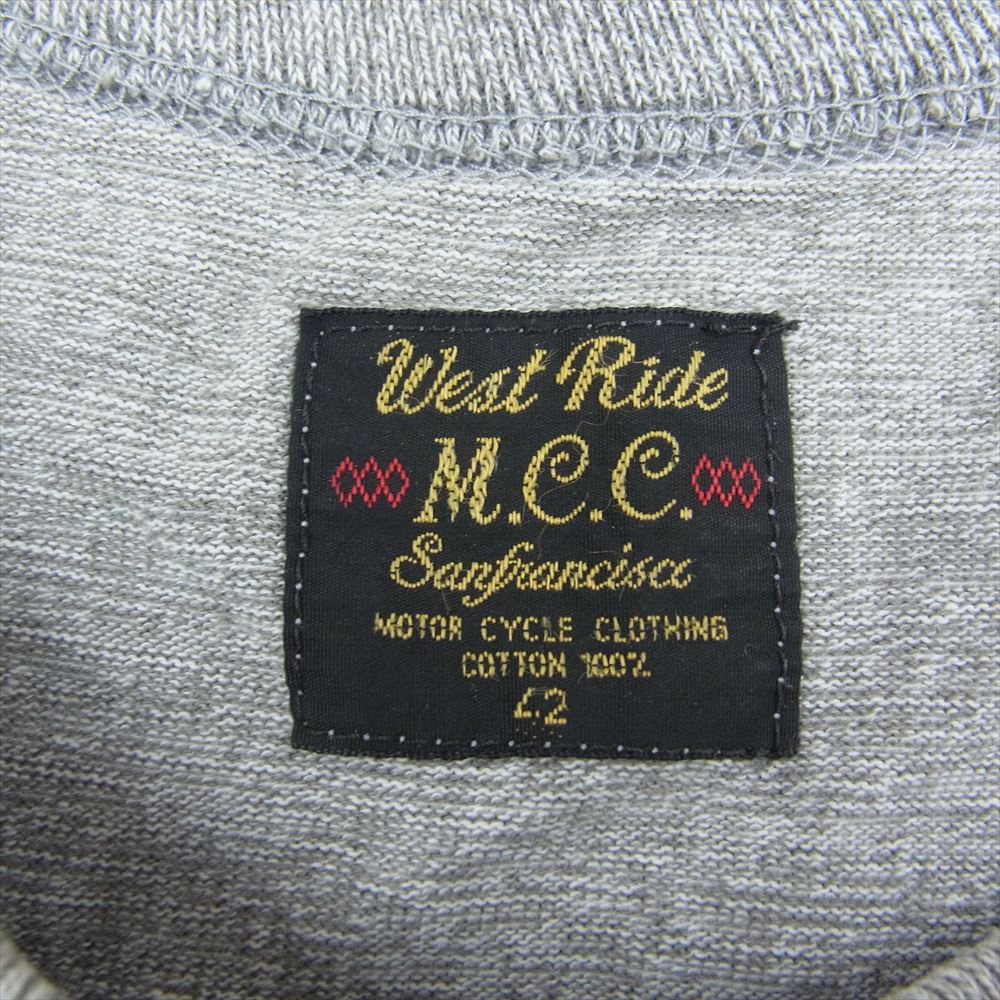 West Ride
M.C.C.
Sanfrancisco
MOTOR CYCLE CLOTHING
COTTON 100%
42